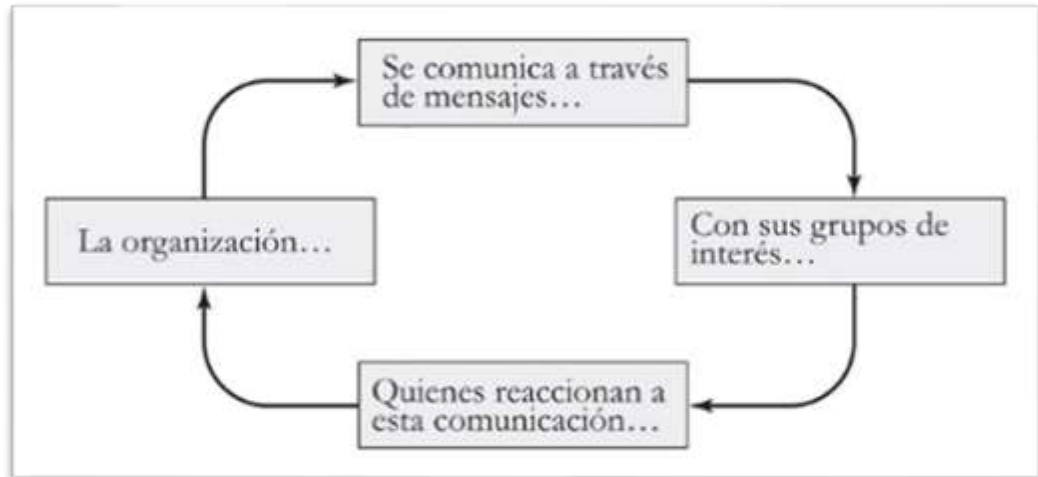 Se comunica a través
de mensajes…
La organización…
Con sus grupos de
interés…
Quienes reaccionan a
esta comunicación…